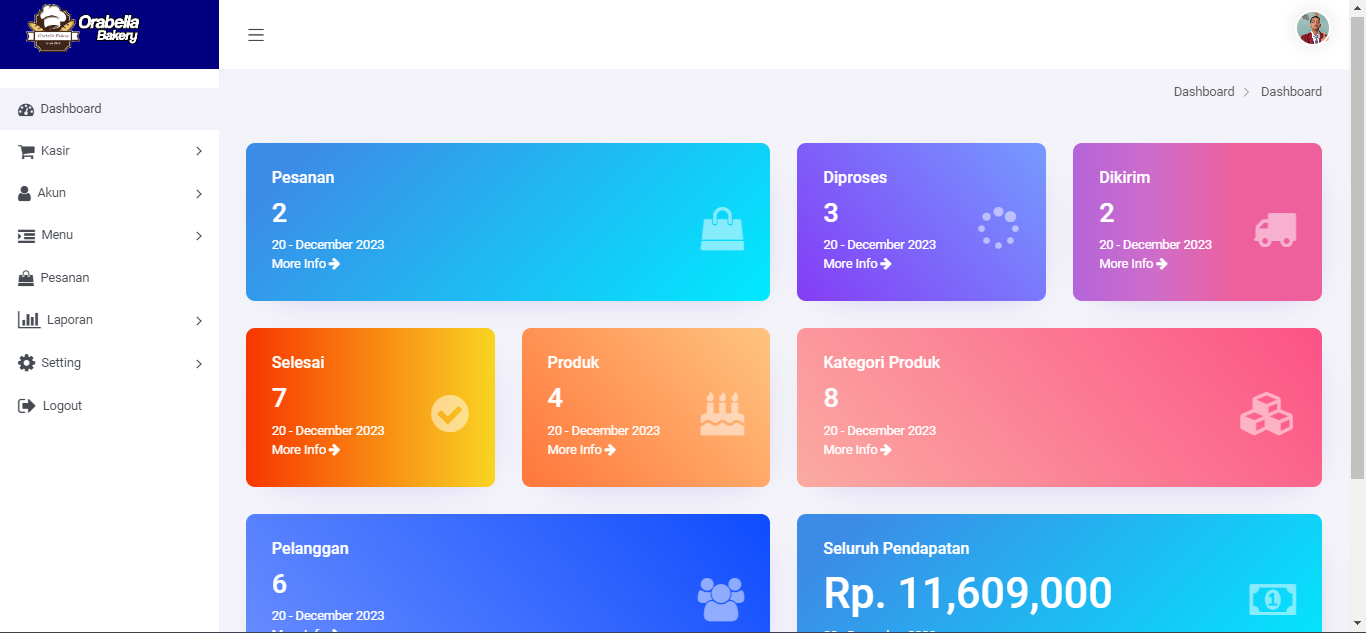 Orabella
Bakery
Dashboard
Kasir
Akun
Menu
Pesanan
Laporan
Setting
Logout
Dashboard > Dashboard
Pesanan
2
20 - December 2023
More Info
Diproses
3
20 - December 2023
More Info
Dikirim
2
20 - December 2023
More Info
Selesai
7
20 - December 2023
More Info
Produk
4
20 - December 2023
More Info
Kategori Produk
8
20 - December 2023
More Info
Pelanggan
6
20 - December 2023
Seluruh Pendapatan
Rp. 11,609,000